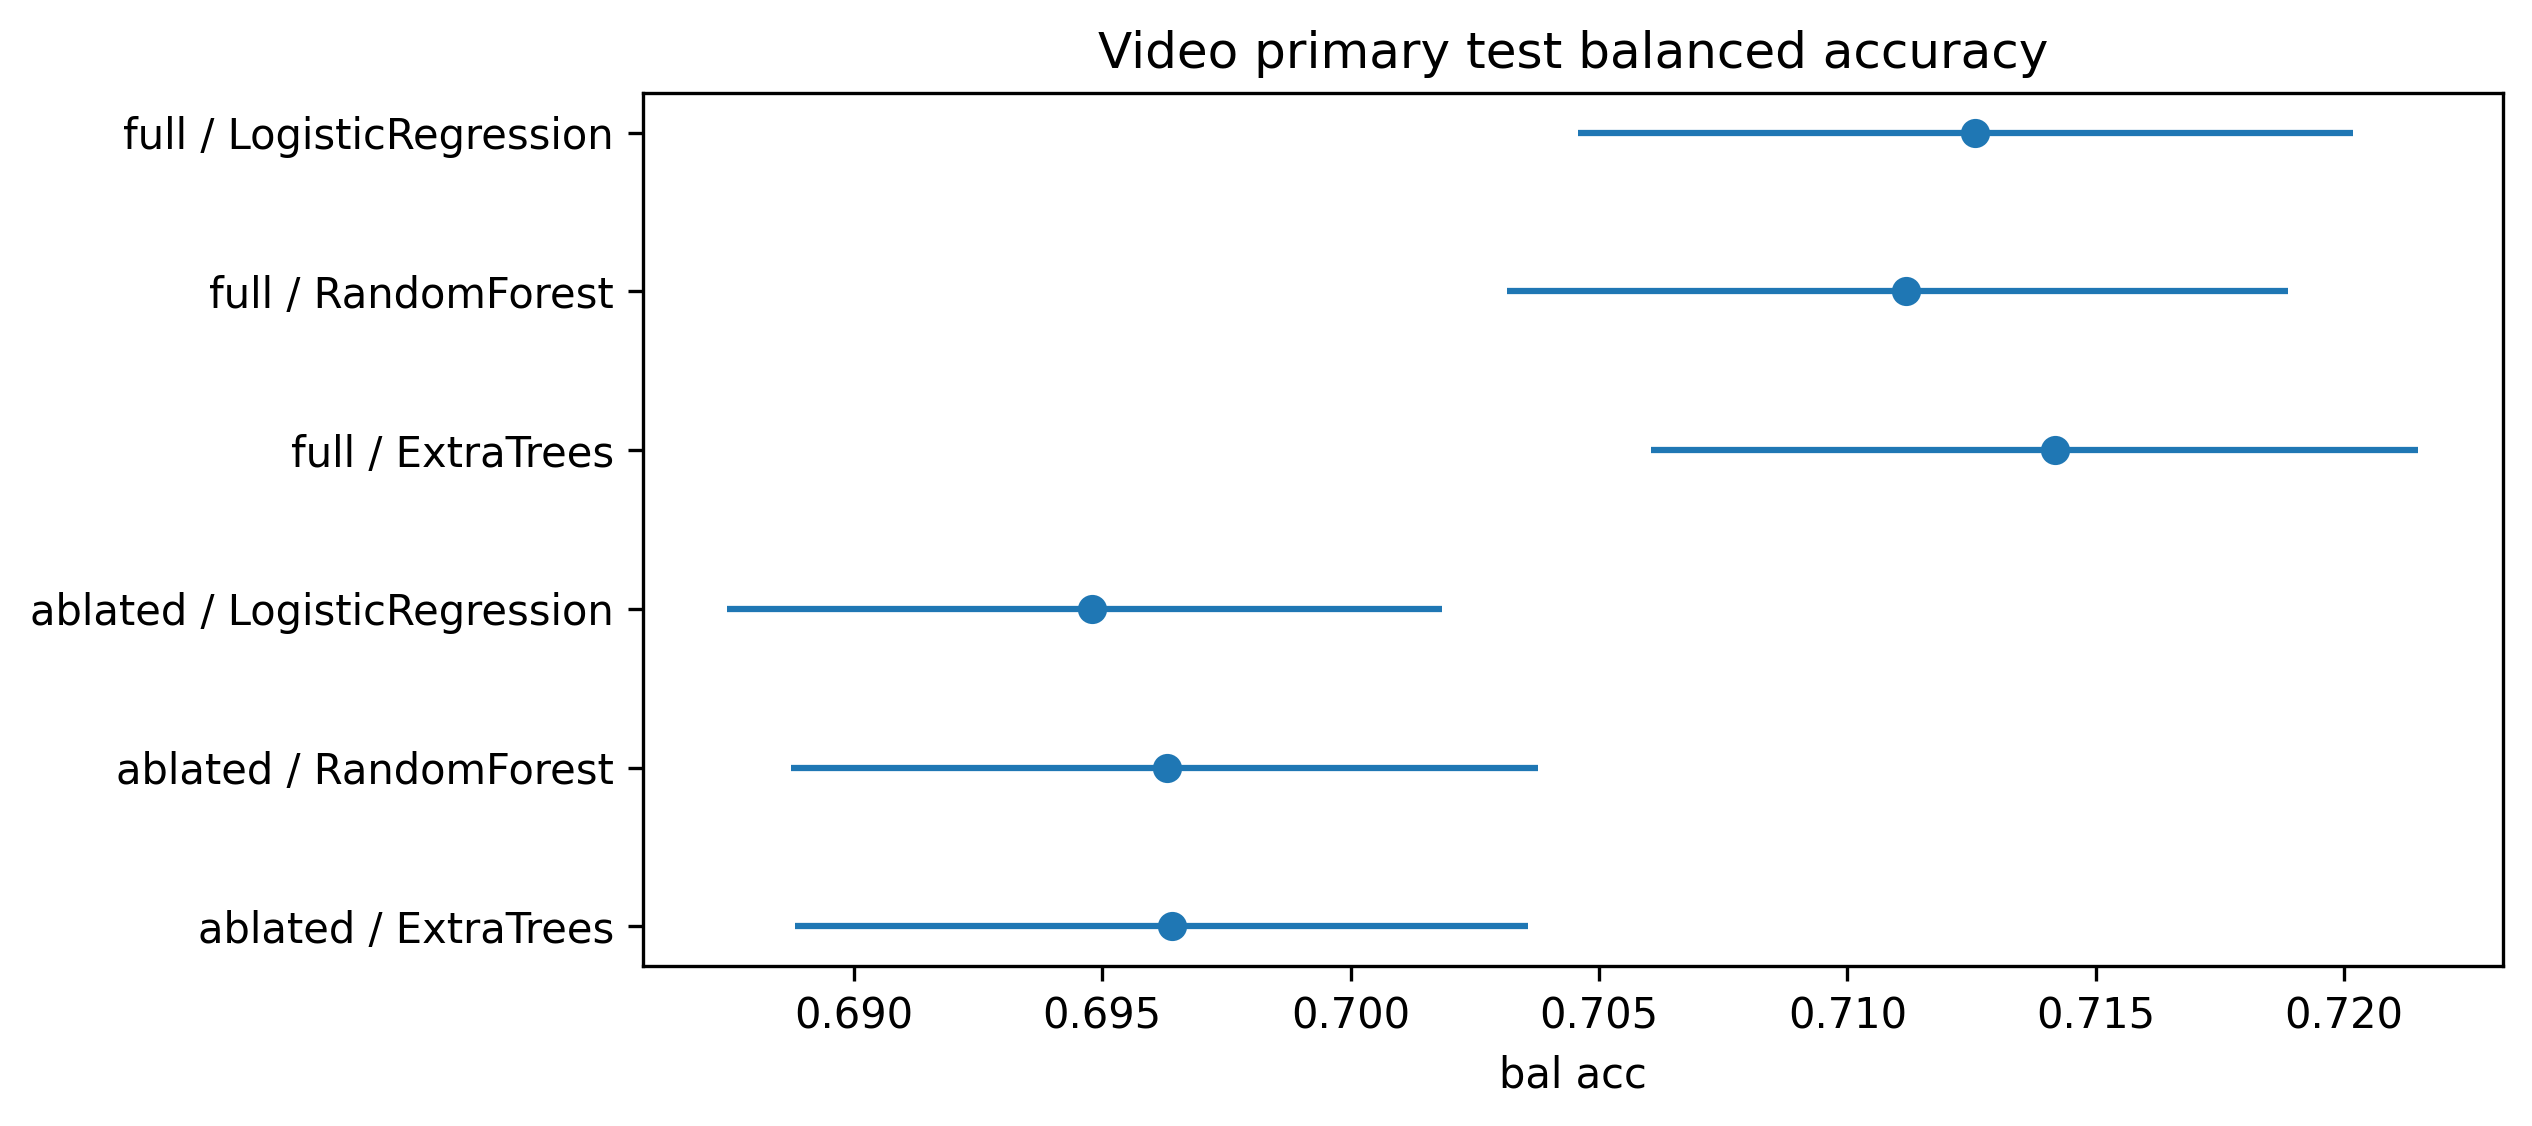 Video primary test balanced accuracy
full / LogisticRegression
full / RandomForest
full / ExtraTrees
ablated / LogisticRegression
ablated / RandomForest
ablated / ExtraTrees
0.690 0.695 0.700 0.705 0.710 0.715 0.720
bal acc